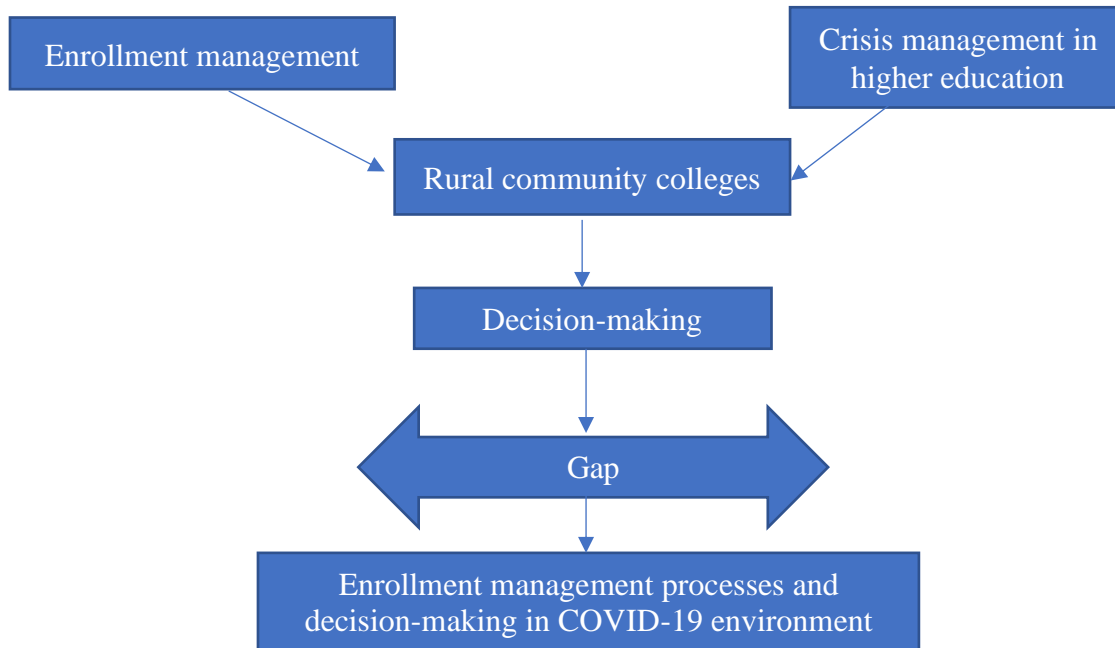 Enrollment management
Crisis management in
higher education
Rural community colleges
Decision-making
Gap
Enrollment management processes and
decision-making in COVID-19 environment